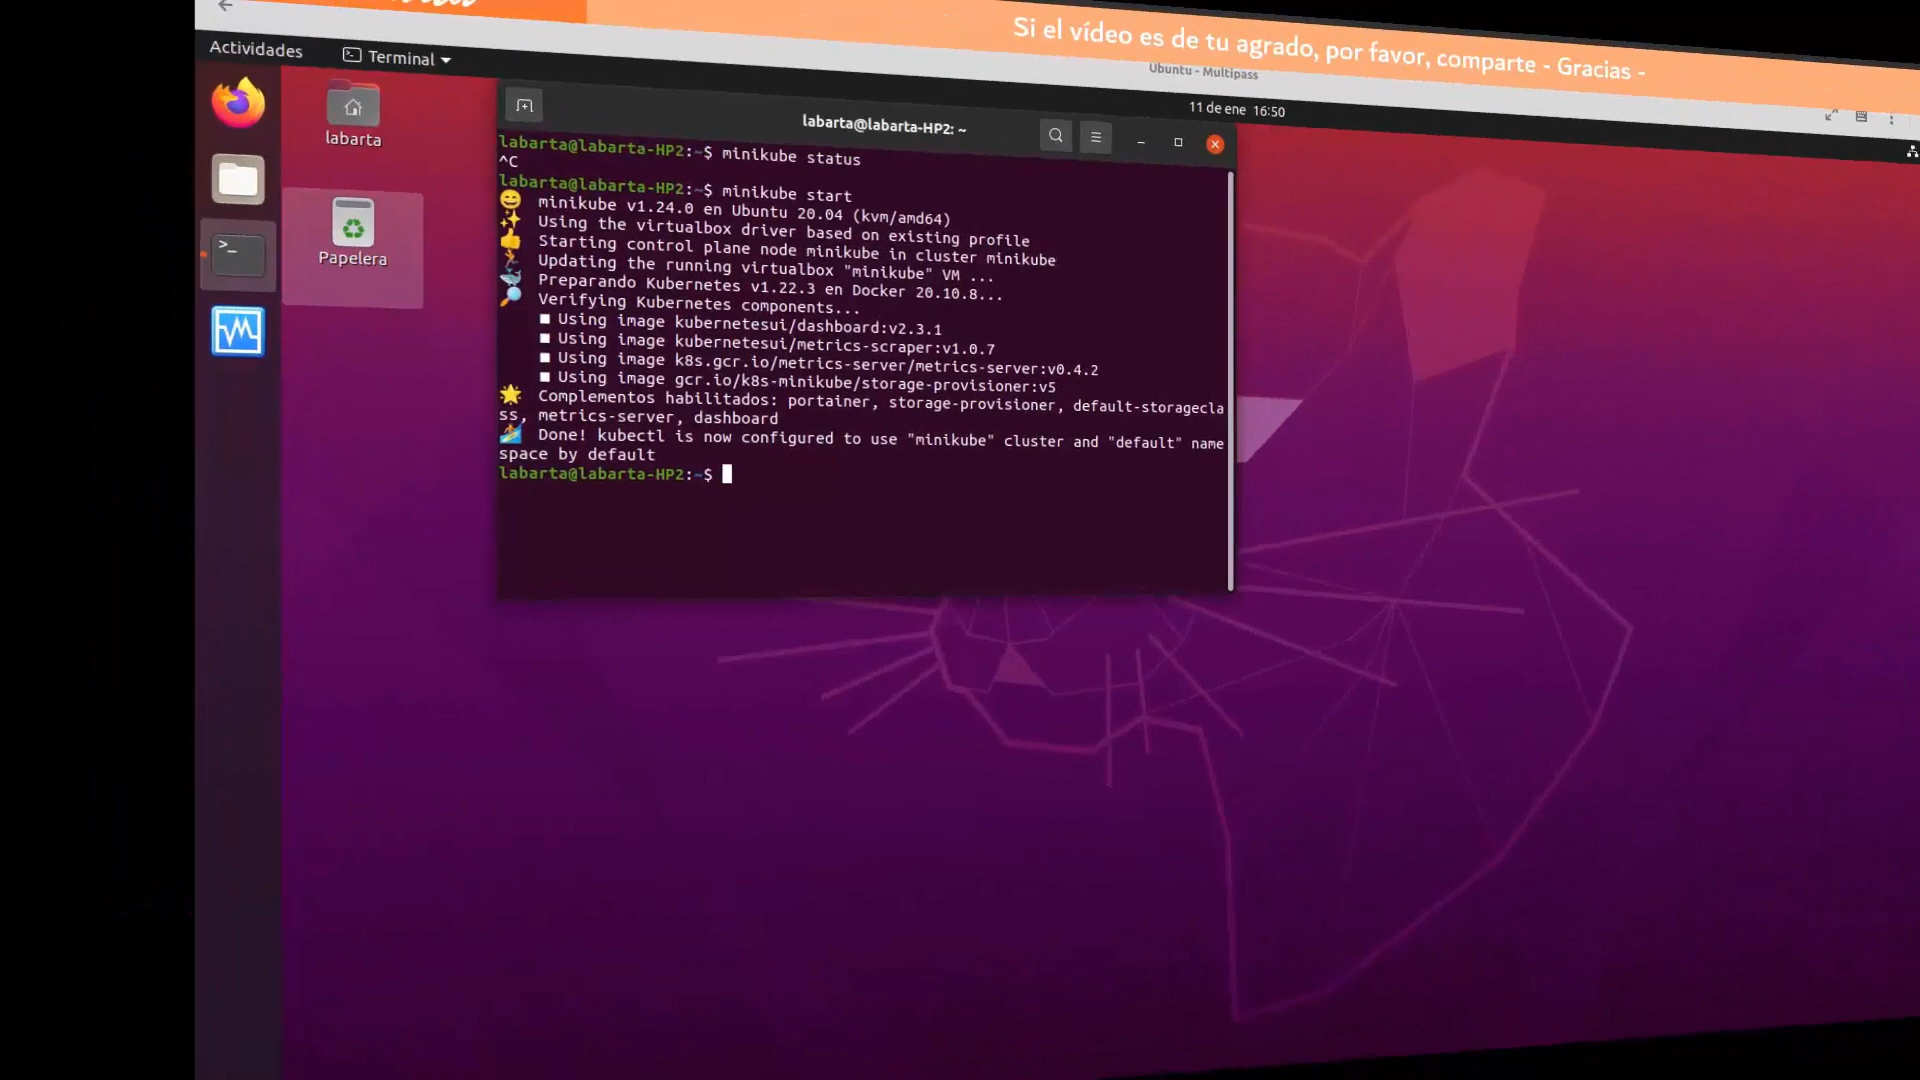 Si el vídeo es de tu agrado, por favor, comparte - Gracias -
Ubuntu - Multipass
Actividades
Terminal
11 de ene 16:50
labarta
Papelera
labarta@labarta-HP2: ~
labarta@labarta-HP2:~$ minikube status
^C
labarta@labarta-HP2:~$ minikube start
minikube v1.24.0 en Ubuntu 20.04 (kvm/amd64)
Using the virtualbox driver based on existing profile
Starting control plane node minikube in cluster minikube
Updating the running virtualbox "minikube" VM ...
Preparando Kubernetes v1.22.3 en Docker 20.10.8...
Verifying Kubernetes components...
Using image kubernetesui/dashboard:v2.3.1
Using image kubernetesui/metrics-scraper:v1.0.7
Using image k8s.gcr.io/metrics-server/metrics-server:v0.4.2
Using image gcr.io/k8s-minikube/storage-provisioner:v5
Complementos habilitados: portainer, storage-provisioner, default-storagecla
ss, metrics-server, dashboard
Done! kubectl is now configured to use "minikube" cluster and "default" name
space by default
labarta@labarta-HP2:~$